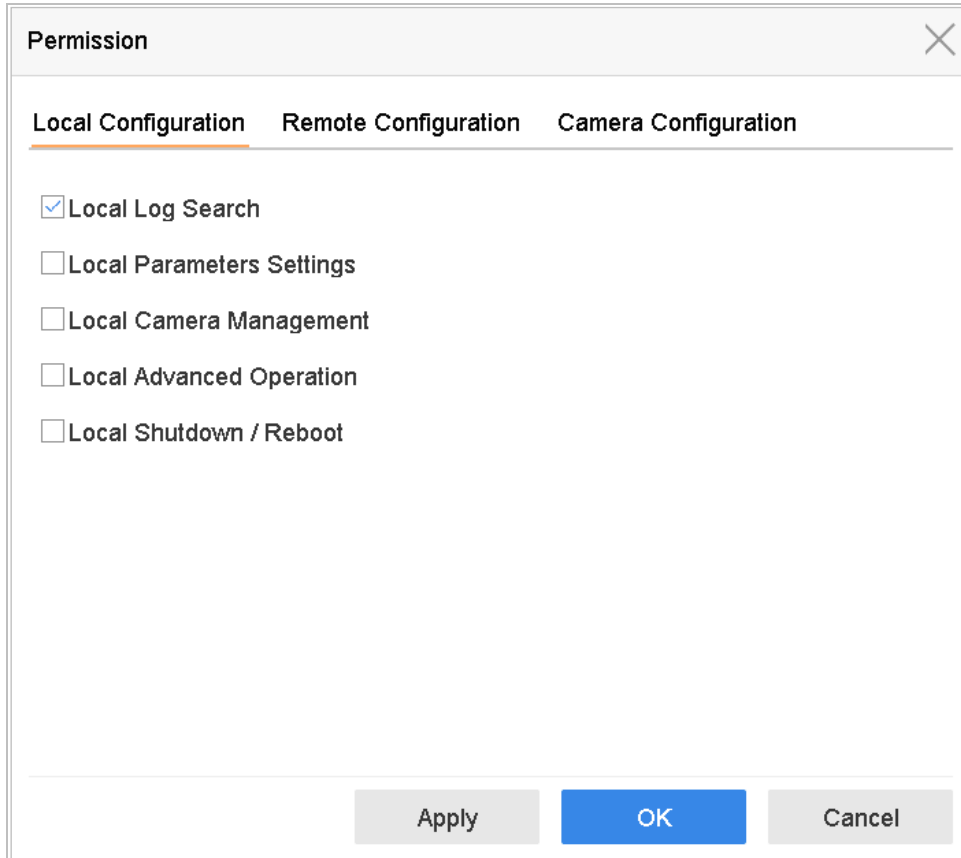 Permission
Local Configuration Remote Configuration Camera Configuration
Local Log Search
Local Parameters Settings
Local Camera Management
Local Advanced Operation
Local Shutdown / Reboot
Apply OK Cancel